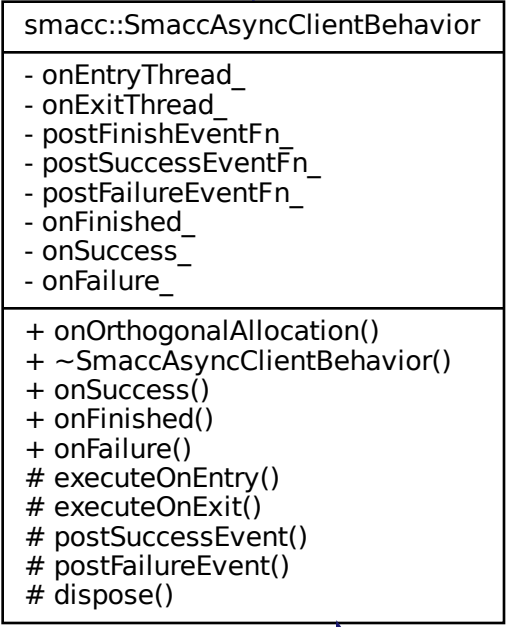 smacc::SmaccAsyncClientBehavior
- onEntryThread_
- onExitThread_
- postFinishEventFn_
- postSuccessEventFn_
- postFailureEventFn_
- onFinished_
- onSuccess_
- onFailure_
+ onOrthogonalAllocation()
+ ~SmaccAsyncClientBehavior()
+ onSuccess()
+ onFinished()
+ onFailure()
# executeOnEntry()
# executeOnExit()
# postSuccessEvent()
# postFailureEvent()
# dispose()